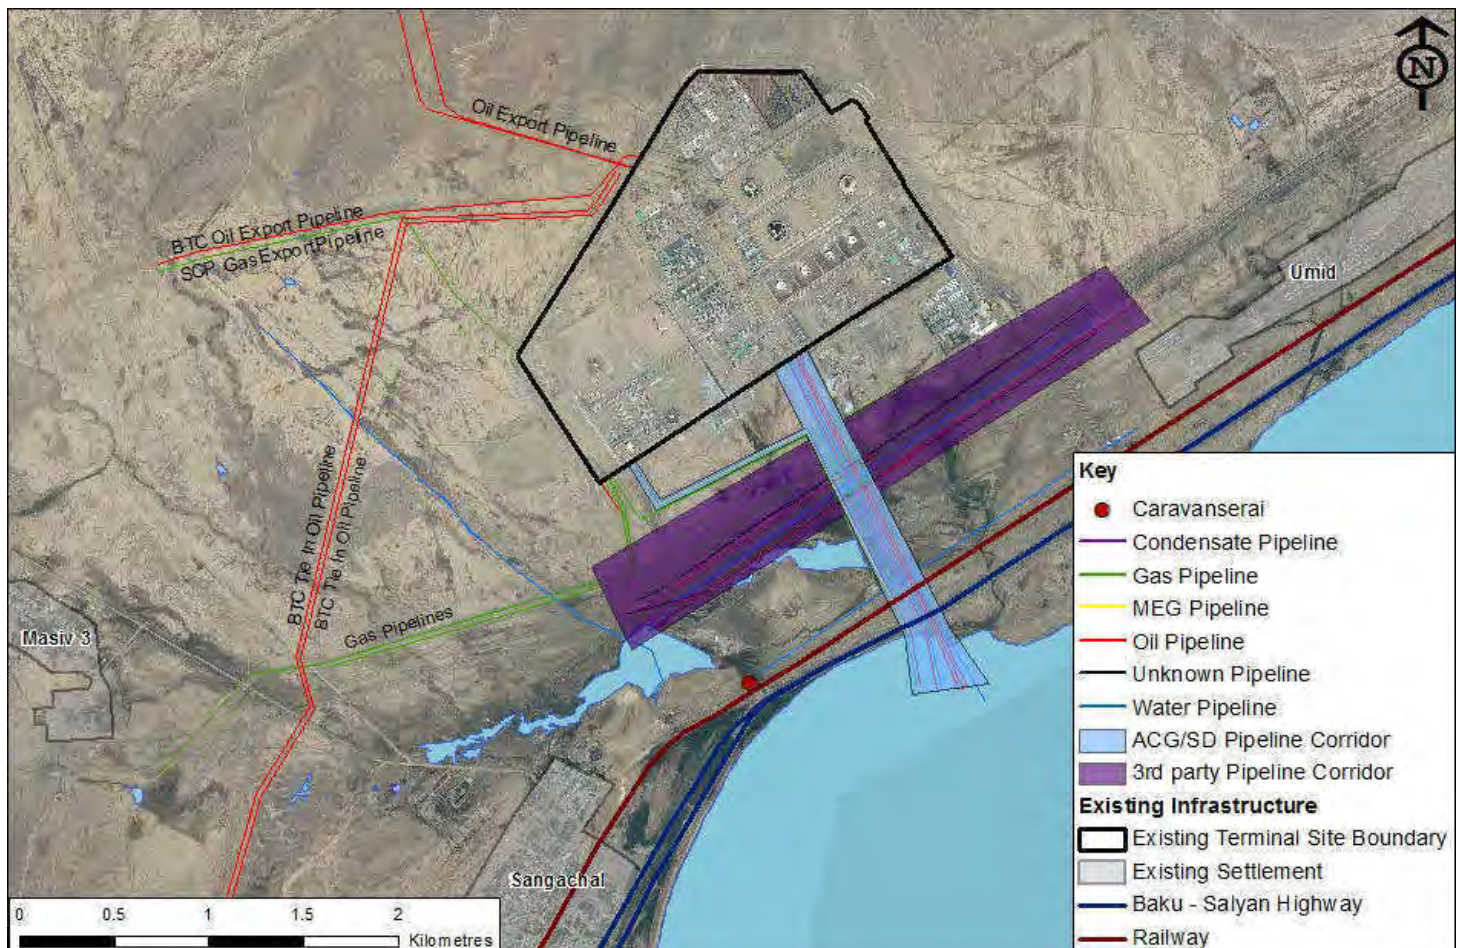 N
Oil Export Pipeline
BTC Oil Export Pipeline
SCP Gas Export Pipeline
Umid
BTC Tie In Oil Pipeline
BTC Tie In Oil Pipeline
Gas Pipelines
Masiv 3
Sangachal
Key
Caravanserai
Condensate Pipeline
Gas Pipeline
MEG Pipeline
Oil Pipeline
Unknown Pipeline
Water Pipeline
ACG/SD Pipeline Corridor
3rd party Pipeline Corridor
Existing Infrastructure
Existing Terminal Site Boundary
Existing Settlement
Baku - Salyan Highway
Railway
0 0.5 1 1.5 2
Kilometres